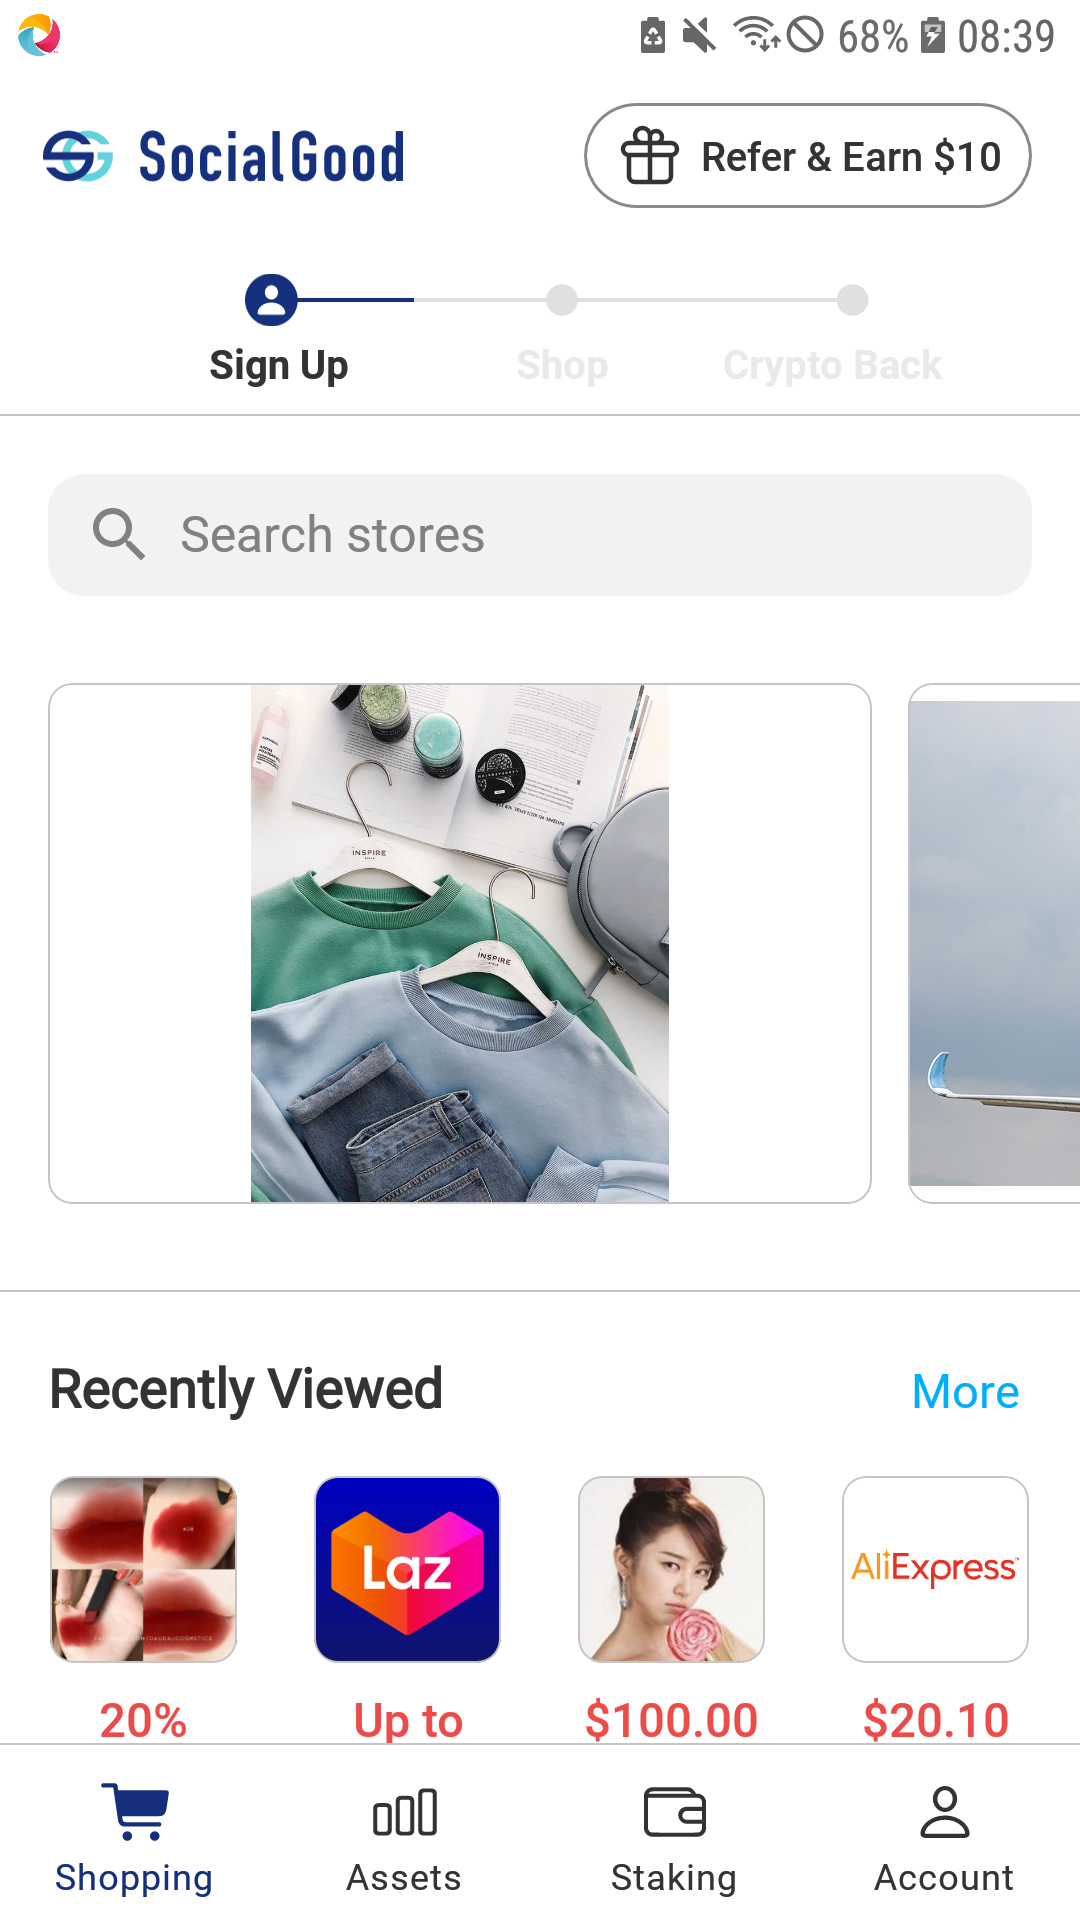 68% 08:39
SocialGood
Refer & Earn $10
Sign Up
Shop
Crypto Back
Search stores
INSPIRE
INSPIRE
Recently Viewed
More
Laz
AliExpress
20%
Up to
$100.00
$20.10
Shopping
Assets
Staking
Account